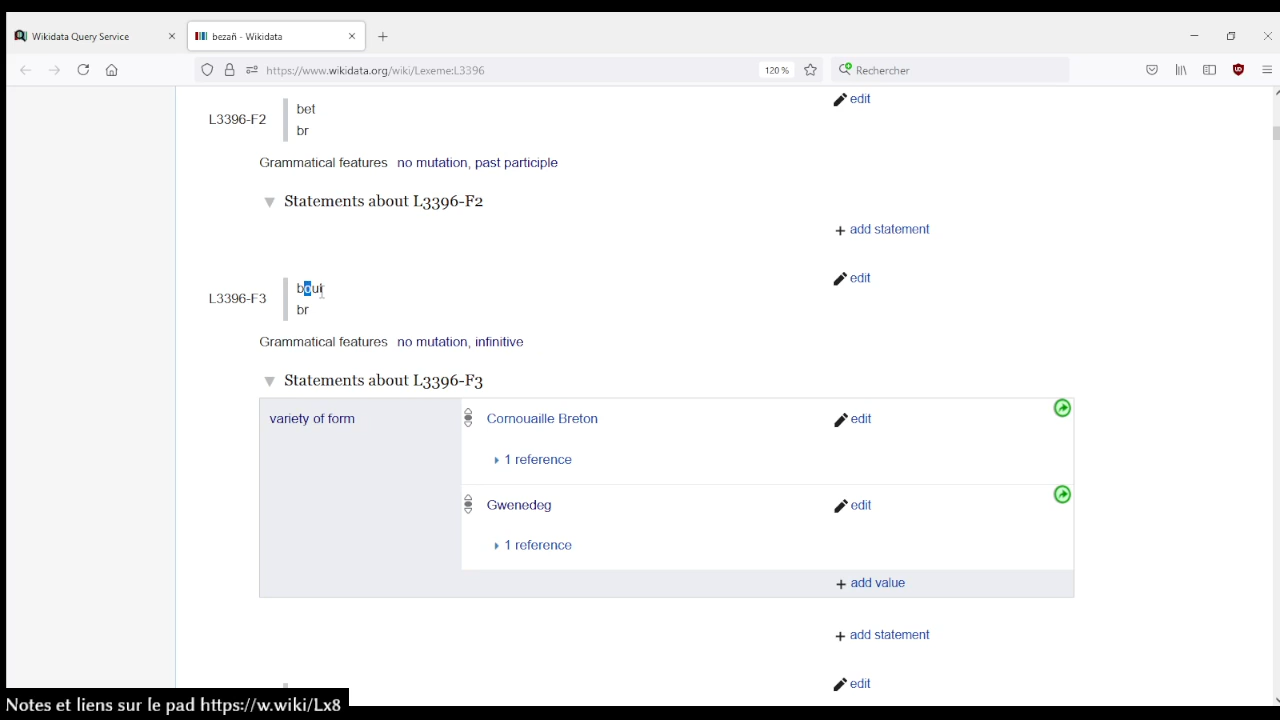 Wikidata Query Service
bezañ - Wikidata
https://www.wikidata.org/wiki/Lexeme:L3396
120 %
Rechercher
L3396-F2
bet
br
edit
Grammatical features no mutation, past participle
Statements about L3396-F2
+ add statement
L3396-F3
boui
br
edit
Grammatical features no mutation, infinitive
Statements about L3396-F3
variety of form
Cornouaille Breton
edit
1 reference
Gwenedeg
edit
1 reference
+ add value
+ add statement
edit
Notes et liens sur le pad https://w.wiki/Lx8